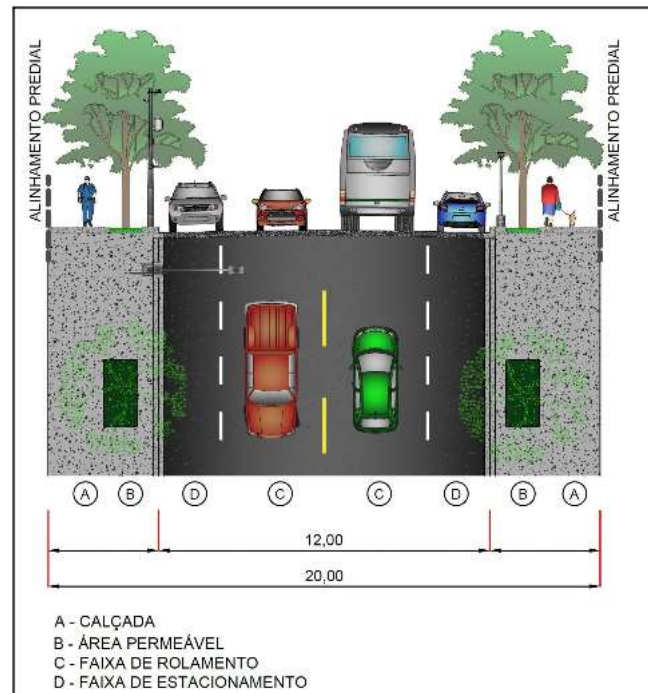 ALINHAMENTO PREDIAL
ALINHAMENTO PREDIAL
A B D C C D B A
12,00
20,00
A - CALÇADA
B - ÁREA PERMEÁVEL
C - FAIXA DE ROLAMENTO
D - FAIXA DE ESTACIONAMENTO